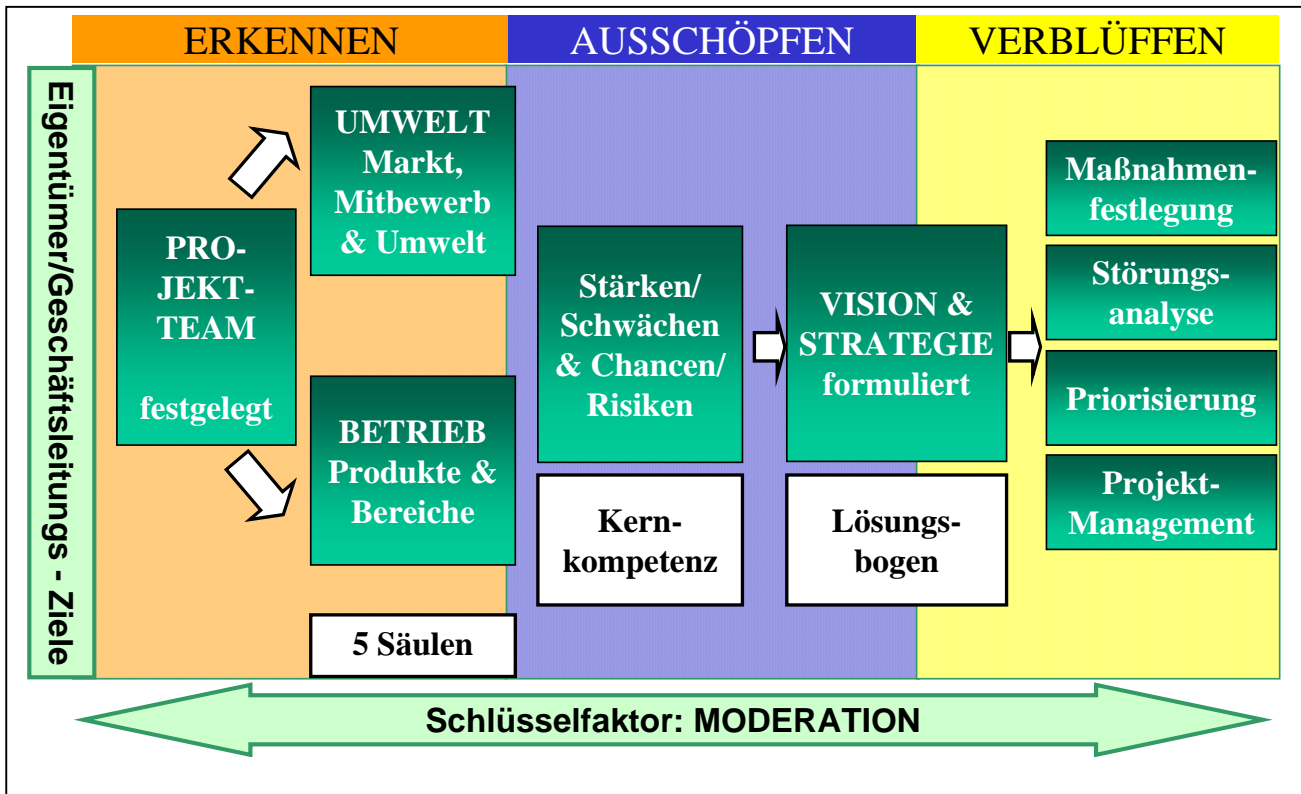 ERKENNEN
AUSSCHÖPFEN
VERBLÜFFEN
Eigentümer/Geschäftsleitungs - Ziele
PRO-
JEKT-
TEAM
festgelegt
UMWELT
Markt,
Mitbewerb
& Umwelt
BETRIEB
Produkte &
Bereiche
5 Säulen
Stärken/
Schwächen
& Chancen/
Risiken
Kern-
kompetenz
VISION &
STRATEGIE
formuliert
Lösungs-
bogen
Maßnahmen-
festlegung
Störungs-
analyse
Priorisierung
Projekt-
Management
Schlüsselfaktor: MODERATION